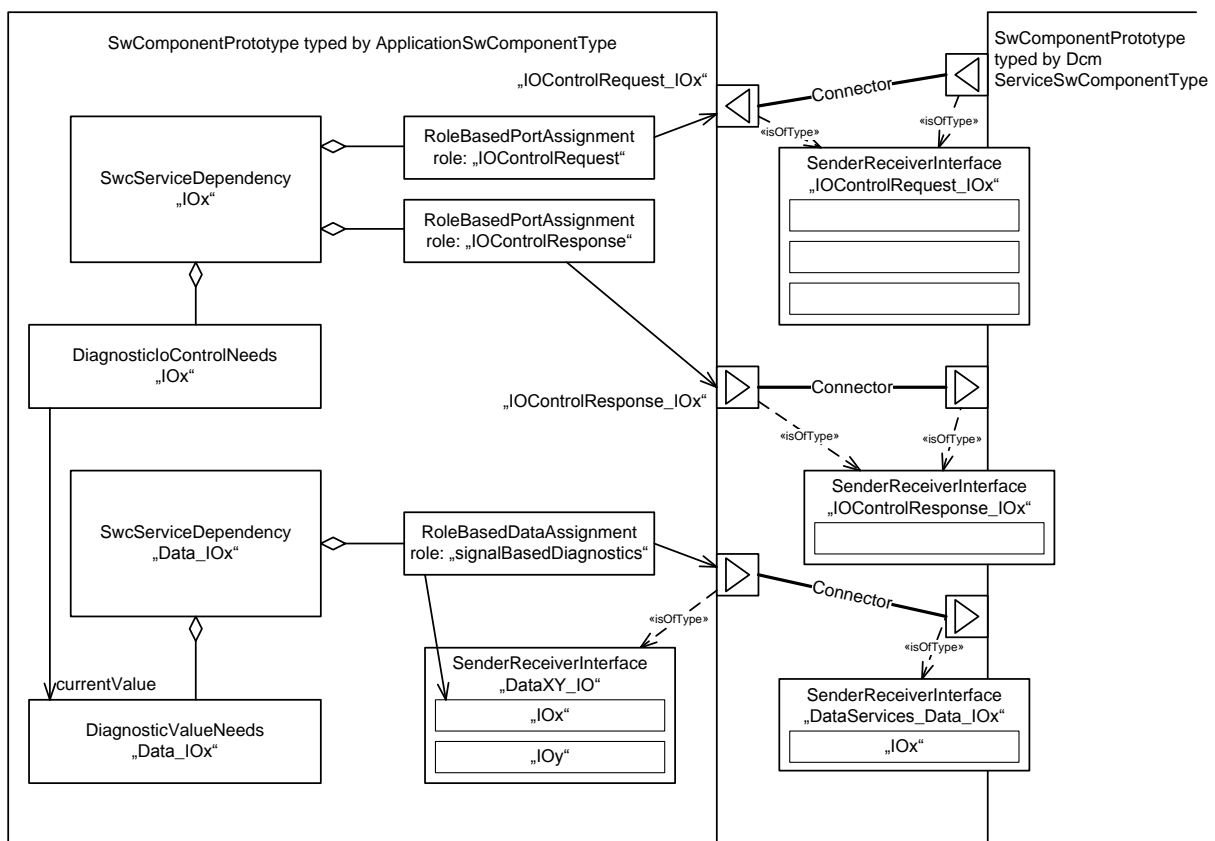 SwComponentPrototype typed by ApplicationSwComponentType
SwComponentPrototype
typed by Dcm
ServiceSwComponentType
„IOControlRequest_IOx“
Connector
«isOfType»
«isOfType»
RoleBasedPortAssignment
role: „IOControlRequest“
SwcServiceDependency
„IOx“
SenderReceiverInterface
„IOControlRequest_IOx“
RoleBasedPortAssignment
role: „IOControlResponse“
DiagnosticIoControlNeeds
„IOx“
„IOControlResponse_IOx“
Connector
«isOfType»
«isOfType»
SenderReceiverInterface
„IOControlResponse_IOx“
SwcServiceDependency
„Data_IOx“
RoleBasedDataAssignment
role: „signalBasedDiagnostics“
Connector
«isOfType»
«isOfType»
SenderReceiverInterface
„DataXY_IO“
„IOx“
„IOy“
SenderReceiverInterface
„DataServices_Data_IOx“
„IOx“
currentValue
DiagnosticValueNeeds
„Data_IOx“